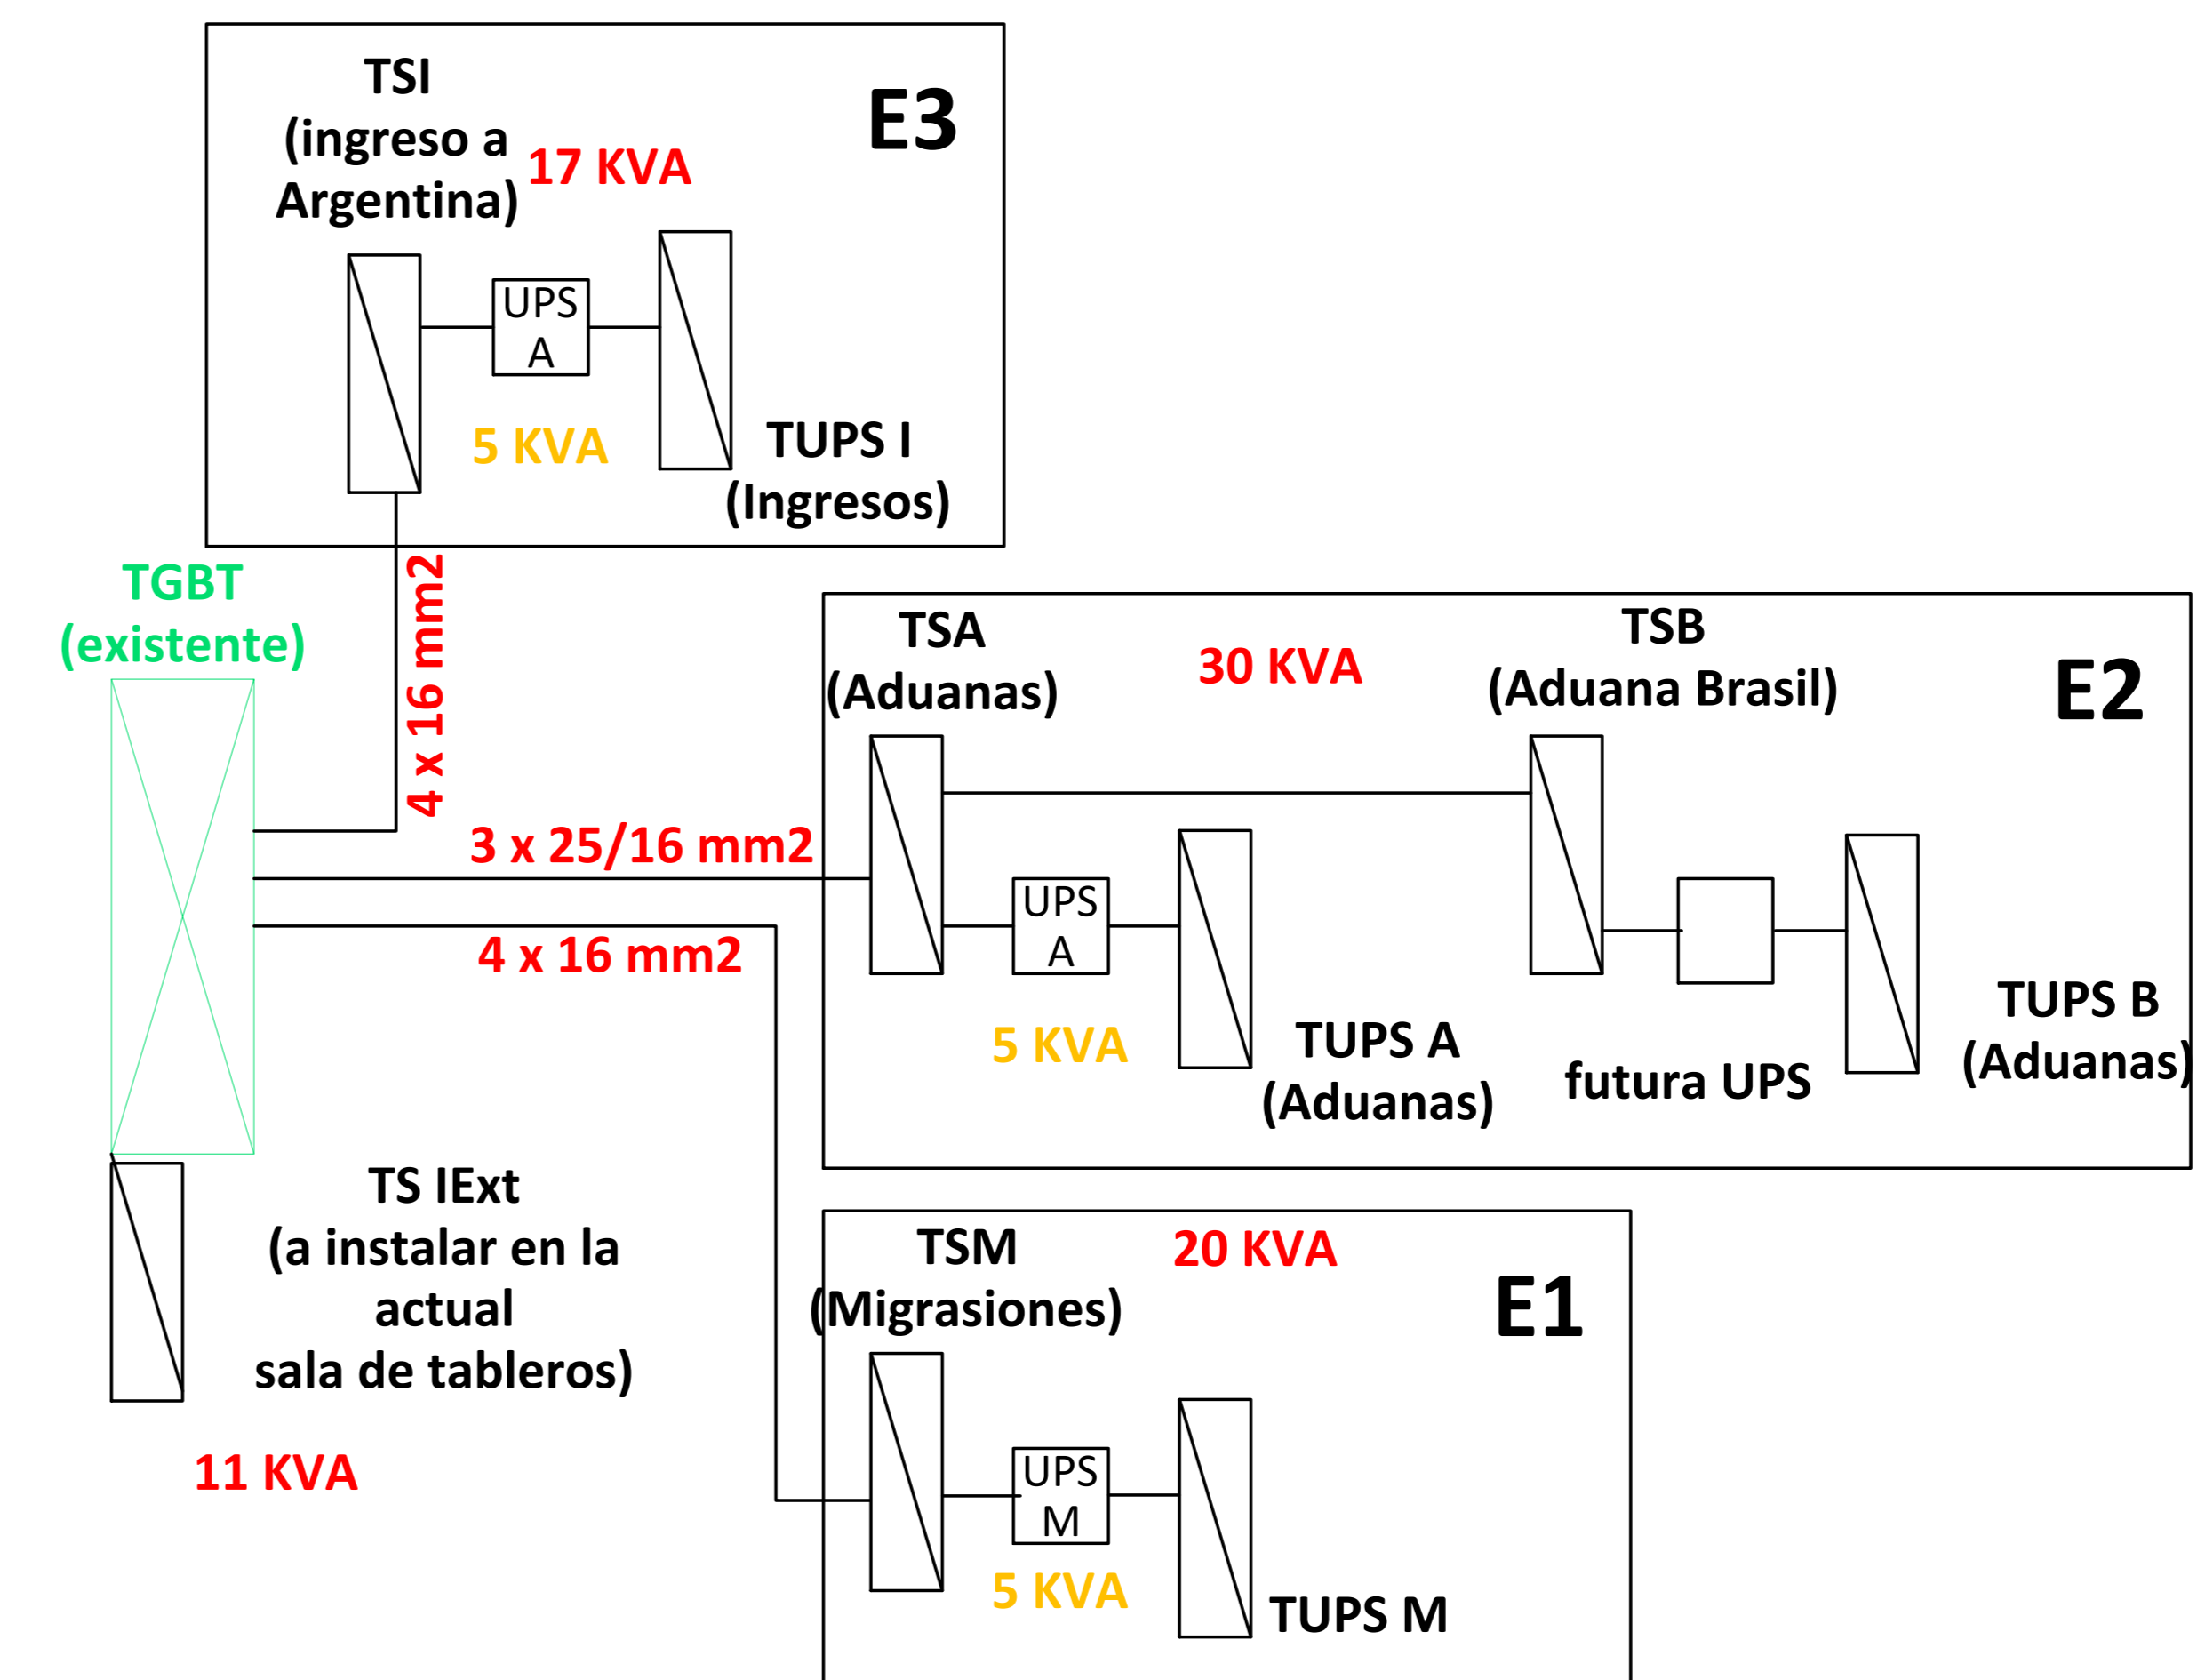 TSI
(ingreso a
Argentina)
17 KVA
E3
UPS
A
5 KVA
TUPS I
(Ingresos)
TGBT
(existente)
4 x 16 mm2
3 x 25/16 mm2
4 x 16 mm2
TSA
(Aduanas)
30 KVA
TSB
(Aduana Brasil)
E2
UPS
A
5 KVA
TUPS A
(Aduanas)
futura UPS
TUPS B
(Aduanas)
TS IExt
(a instalar en la
actual
sala de tableros)
11 KVA
TSM
(Migrasiones)
20 KVA
E1
UPS
M
5 KVA
TUPS M